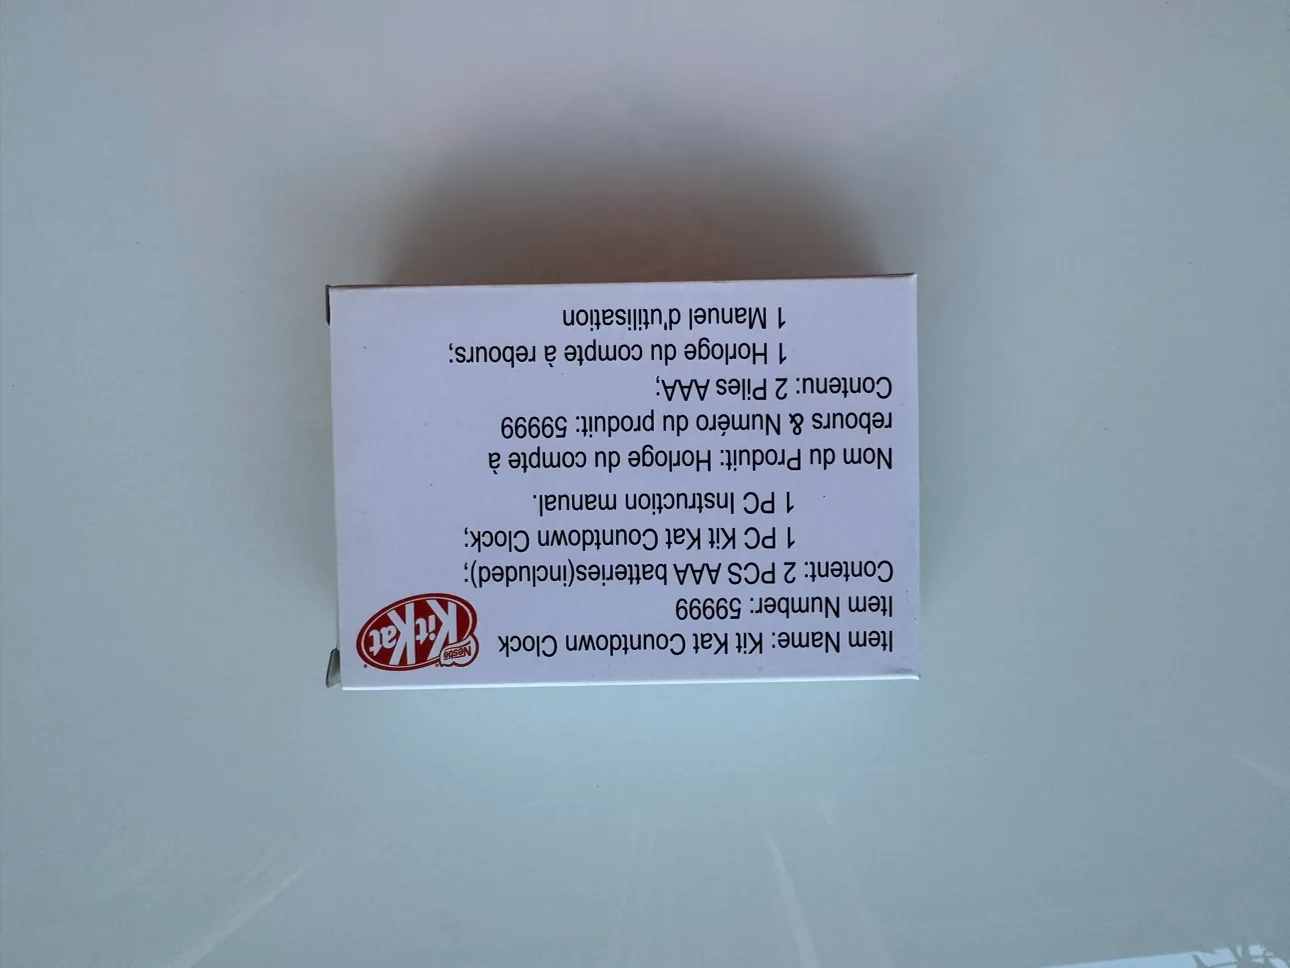 Item Name: Kit Kat Countdown Clock
Nestle
KitKat
Item Number: 59999
Content: 2 PCS AAA batteries(included);
1 PC Kit Kat Countdown Clock;
1 PC Instruction manual.
Nom du Produit: Horloge du compte à
rebours & Numéro du produit: 59999
Contenu: 2 Piles AAA;
1 Horloge du compte à rebours;
1 Manuel d'utilisation